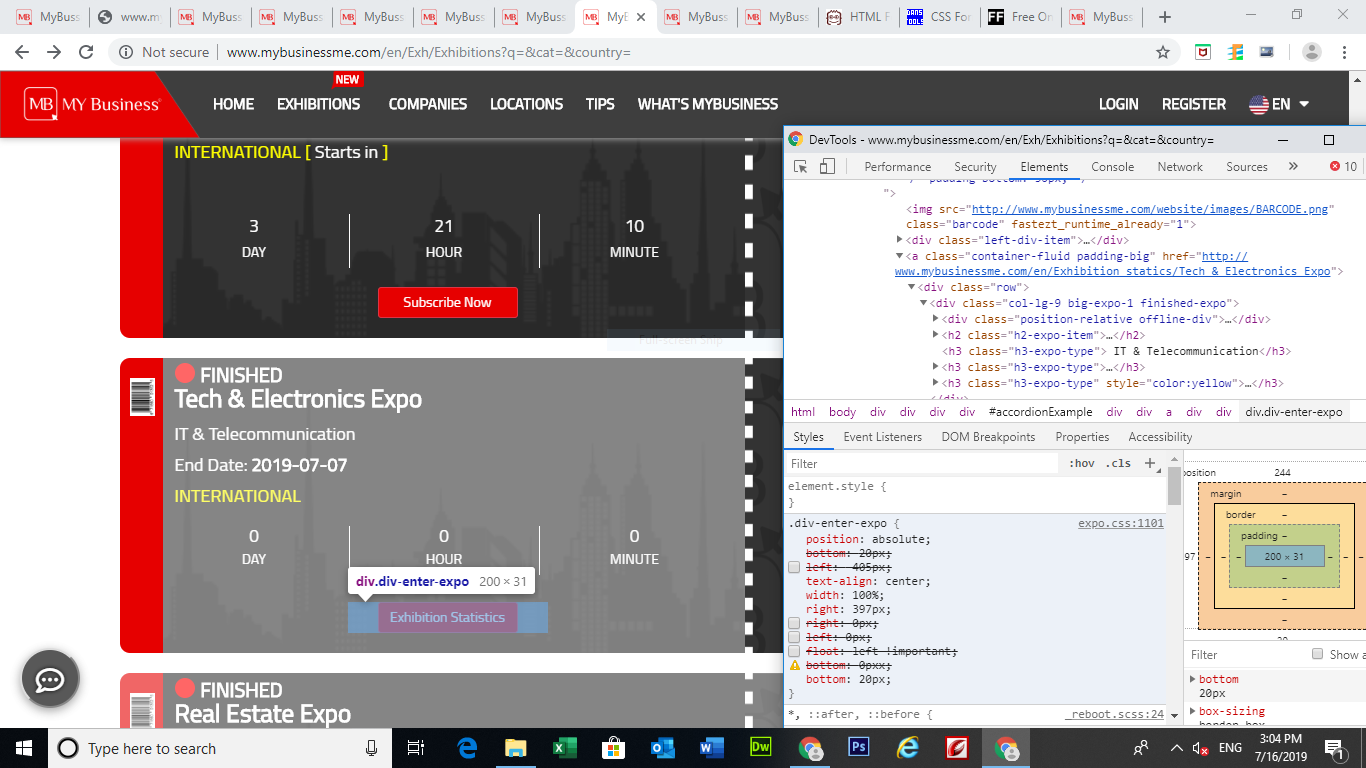 MyBuss
www.m
MyBuss
MyBuss
MyBuss
MyBuss
MyBuss
MyB
MyBuss
MyBuss
HTML F
CSS For
Free On
MyBuss
Not secure | www.mybusinessme.com/en/Exh/Exhibitions?q=&cat=&country=
NEW
MB MY Business
HOME EXHIBITIONS COMPANIES LOCATIONS TIPS WHAT'S MYBUSINESS LOGIN REGISTER EN
INTERNATIONAL [ Starts in ]
3 21 10
DAY HOUR MINUTE
Subscribe Now
Full-screen Snip
FINISHED
Tech & Electronics Expo
IT & Telecommunication
End Date: 2019-07-07
INTERNATIONAL
0 0 0
DAY HOUR MINUTE
div.div-enter-expo 200 × 31
Exhibition Statistics
FINISHED
Real Estate Expo
DevTools - www.mybusinessme.com/en/Exh/Exhibitions?q=&cat=&country=
Performance Security Elements Console Network Sources » 10
">
<img src="http://www.mybusinessme.com/website/images/BARCODE.png"
class="barcode" fastezt_runtime_already="1">
<div class="left-div-item">…</div>
<a class="container-fluid padding-big" href="http://
www.mybusinessme.com/en/Exhibition_statics/Tech & Electronics Expo">
<div class="row">
<div class="col-lg-9 big-expo-1 finished-expo">
<div class="position-relative offline-div">…</div>
<h2 class="h2-expo-item">…</h2>
<h3 class="h3-expo-type"> IT & Telecommunication</h3>
<h3 class="h3-expo-type">…</h3>
<h3 class="h3-expo-type" style="color:yellow">…</h3>
html body div div div div #accordionExample div div a div div div.div-enter-expo
Styles Event Listeners DOM Breakpoints Properties Accessibility
Filter :hov .cls +
element.style {
}
.div-enter-expo { expo.css:1101
position: absolute;
bottom: 20px;
left: -405px;
text-align: center;
width: 100%;
right: 397px;
right: 0px;
left: 0px;
float: left !important;
bottom: 0pxx;
bottom: 20px;
}
*, ::after, ::before { _reboot.scss:24
position 244
margin –
border –
padding –
97 – – – 200 × 31 – – –
–
–
–
20
Filter Show a
bottom
20px
box-sizing
border-box
Type here to search
Dw
Ps
ENG
3:04 PM
7/16/2019
1